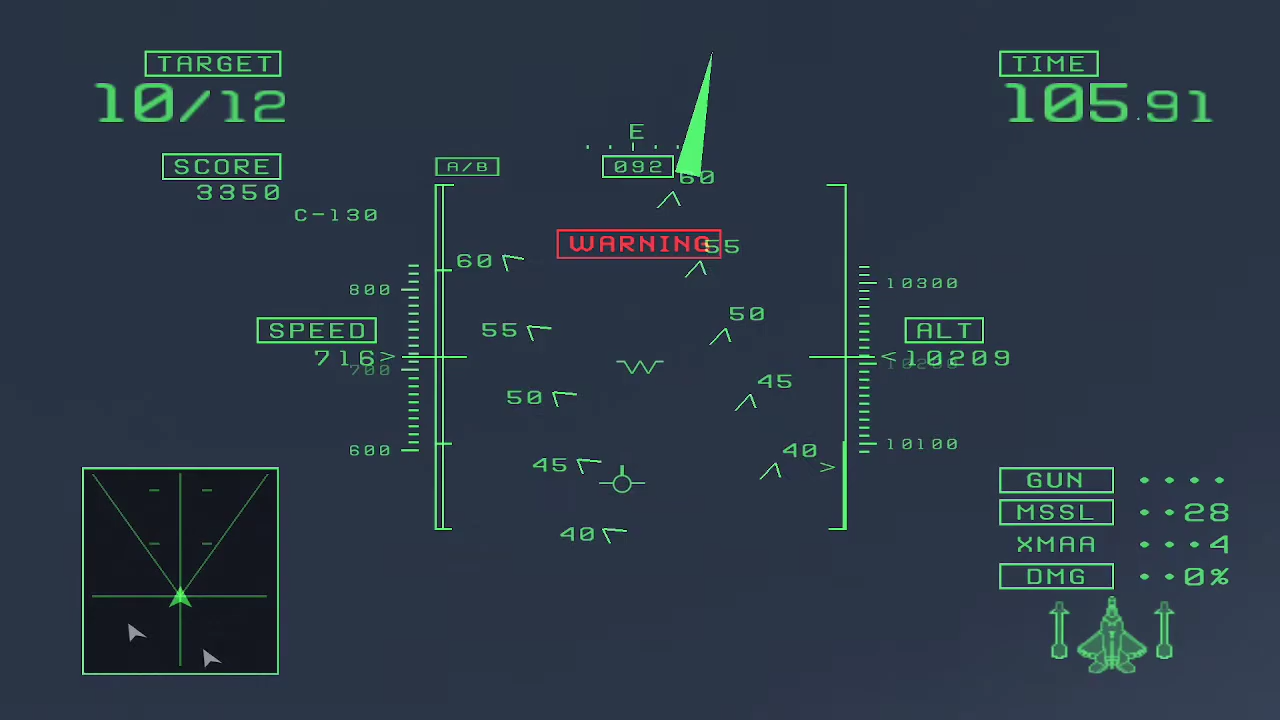 TARGET
10/12
TIME
105.91
E
092
SCORE
3350
A/B
C-130
60
WARNING
55
60
800
10300
50
SPEED
716>
55
ALT
<10209
700
10200
45
50
600
10100
40
>
45
40
GUN
MSSL 28
XMAA 4
DMG 0%